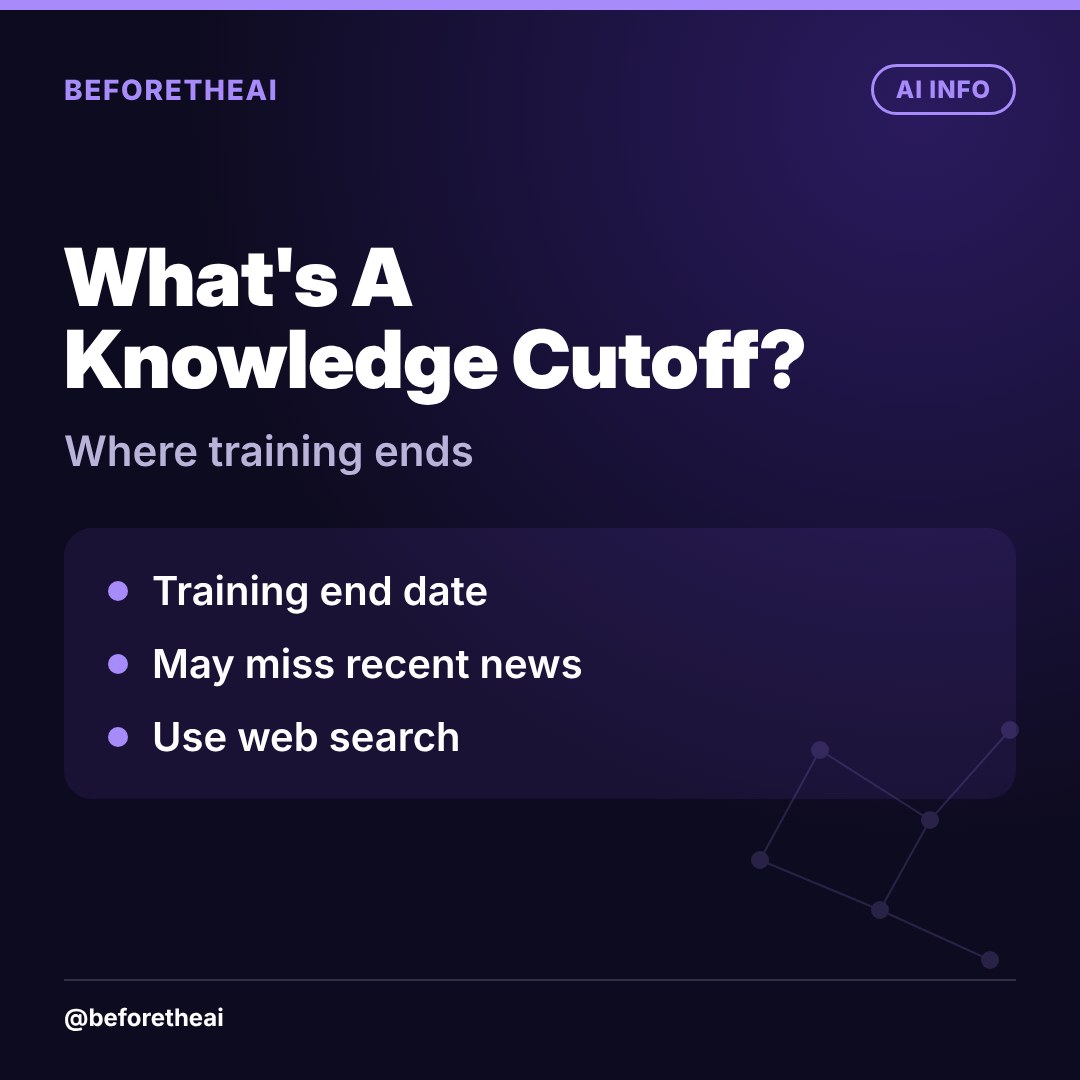 BEFORETHEAI
AI INFO
What's A
Knowledge Cutoff?
Where training ends
Training end date
May miss recent news
Use web search
@beforetheai